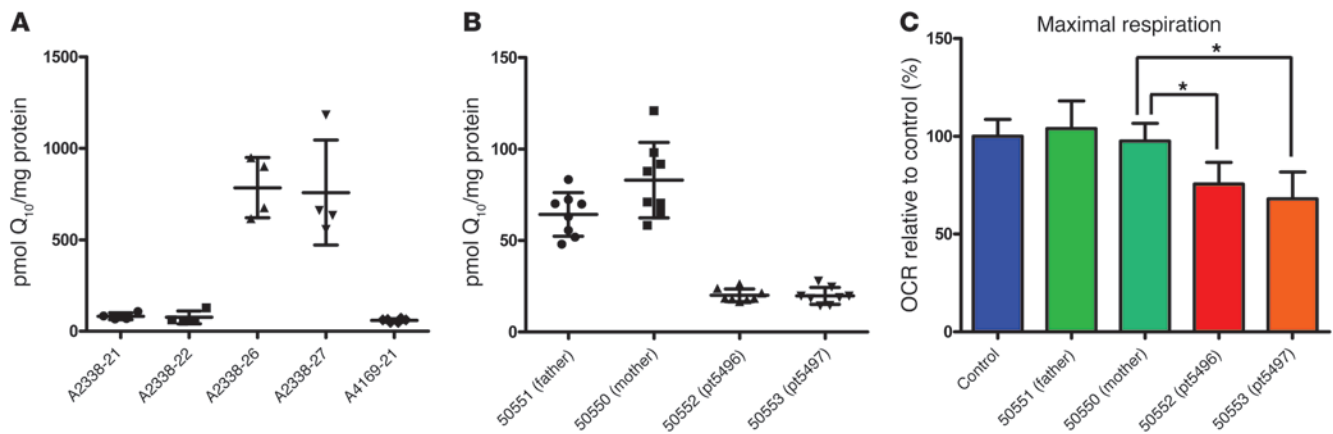 A
pmol Q10/mg protein
1500
1000
500
0
A2338-21
A2338-22
A2338-26
A2338-27
A4169-21
B
pmol Q10/mg protein
150
100
50
0
50551 (father)
50550 (mother)
50552 (pt5496)
50553 (pt5497)
C
Maximal respiration
OCR relative to control (%)
150
100
50
0
*
*
Control
50551 (father)
50550 (mother)
50552 (pt5496)
50553 (pt5497)